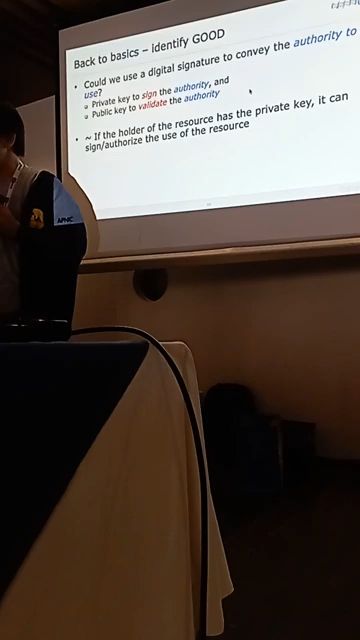 Back to basics – identify GOOD
• Could we use a digital signature to convey the authority to
use?
Private key to sign the authority, and
Public key to validate the authority
• ~ If the holder of the resource has the private key, it can
sign/authorize the use of the resource
APNIC